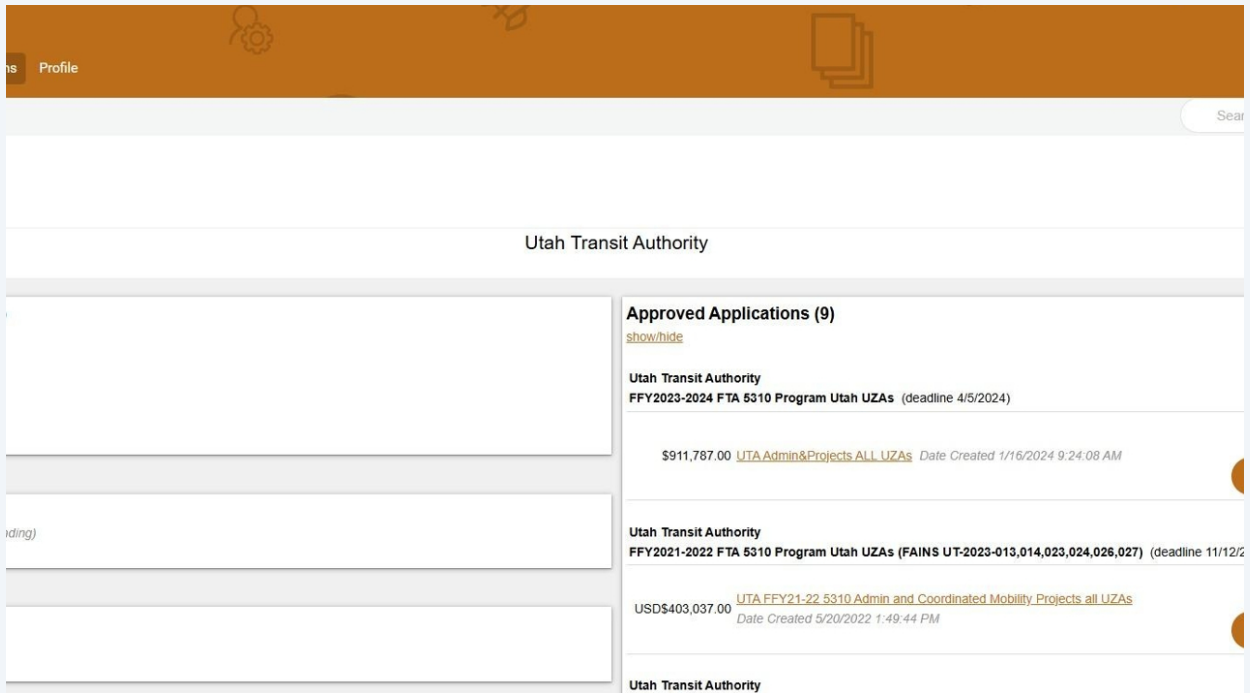 Profile
Utah Transit Authority
Approved Applications (9)
show/hide
Utah Transit Authority
FFY2023-2024 FTA 5310 Program Utah UZAs (deadline 4/5/2024)
$911,787.00 UTA Admin&Projects ALL UZAs Date Created 1/16/2024 9:24:08 AM
Utah Transit Authority
FFY2021-2022 FTA 5310 Program Utah UZAs (FAINS UT-2023-013,014,023,024,026,027) (deadline 11/12/2
USD$403,037.00 UTA FFY21-22 5310 Admin and Coordinated Mobility Projects all UZAs
Date Created 5/20/2022 1:49:44 PM
Utah Transit Authority